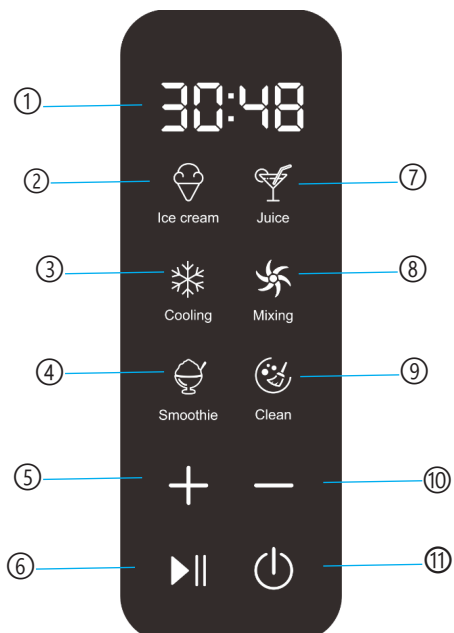 ① 30:48
② ⑦
Ice cream Juice
③ ⑧
Cooling Mixing
④ ⑨
Smoothie Clean
⑤ ⑩
⑥ ⑪